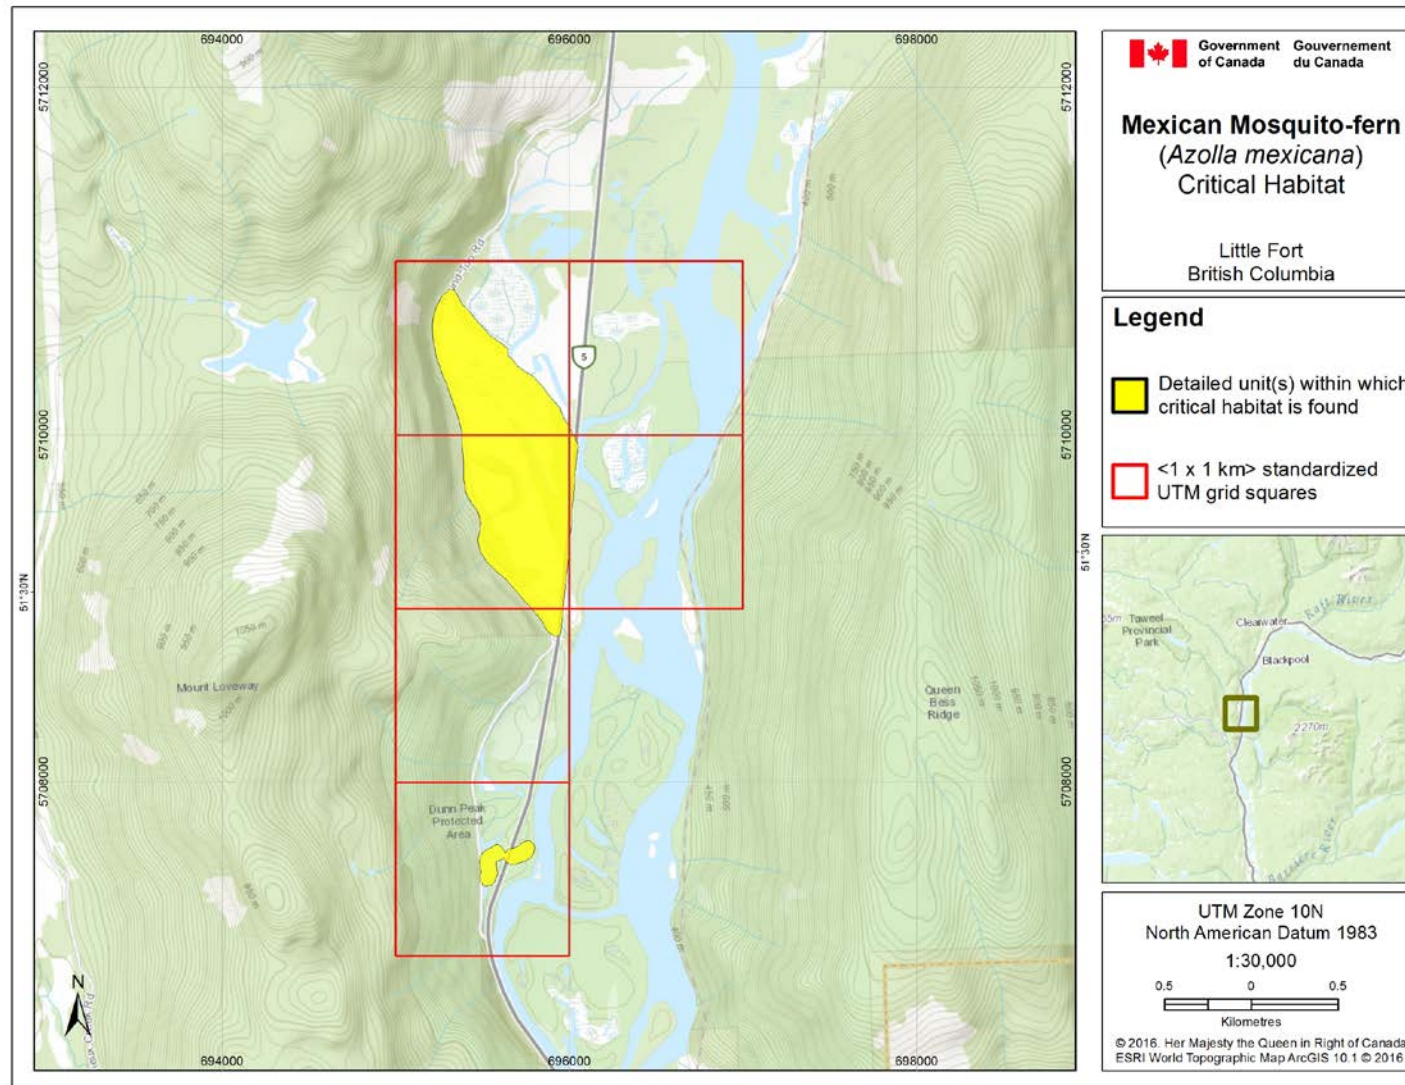 694000
696000
698000
5712000
5712000
5710000
5710000
5708000
5708000
51°30'N
51°30'N
694000
696000
698000
5
Mount Loveway
Queen
Bess
Ridge
Dunn Peak
Protected
Area
1050 m
N
Government
of Canada
Gouvernement
du Canada
Mexican Mosquito-fern
(Azolla mexicana)
Critical Habitat
Little Fort
British Columbia
Legend
Detailed unit(s) within which
critical habitat is found
<1 x 1 km> standardized
UTM grid squares
Taweel
Provincial
Park
Clearwater
Raft River
Blackpool
2270m
UTM Zone 10N
North American Datum 1983
1:30,000
0.5 0 0.5
Kilometres
© 2016. Her Majesty the Queen in Right of Canada
ESRI World Topographic Map ArcGIS 10.1 © 2016